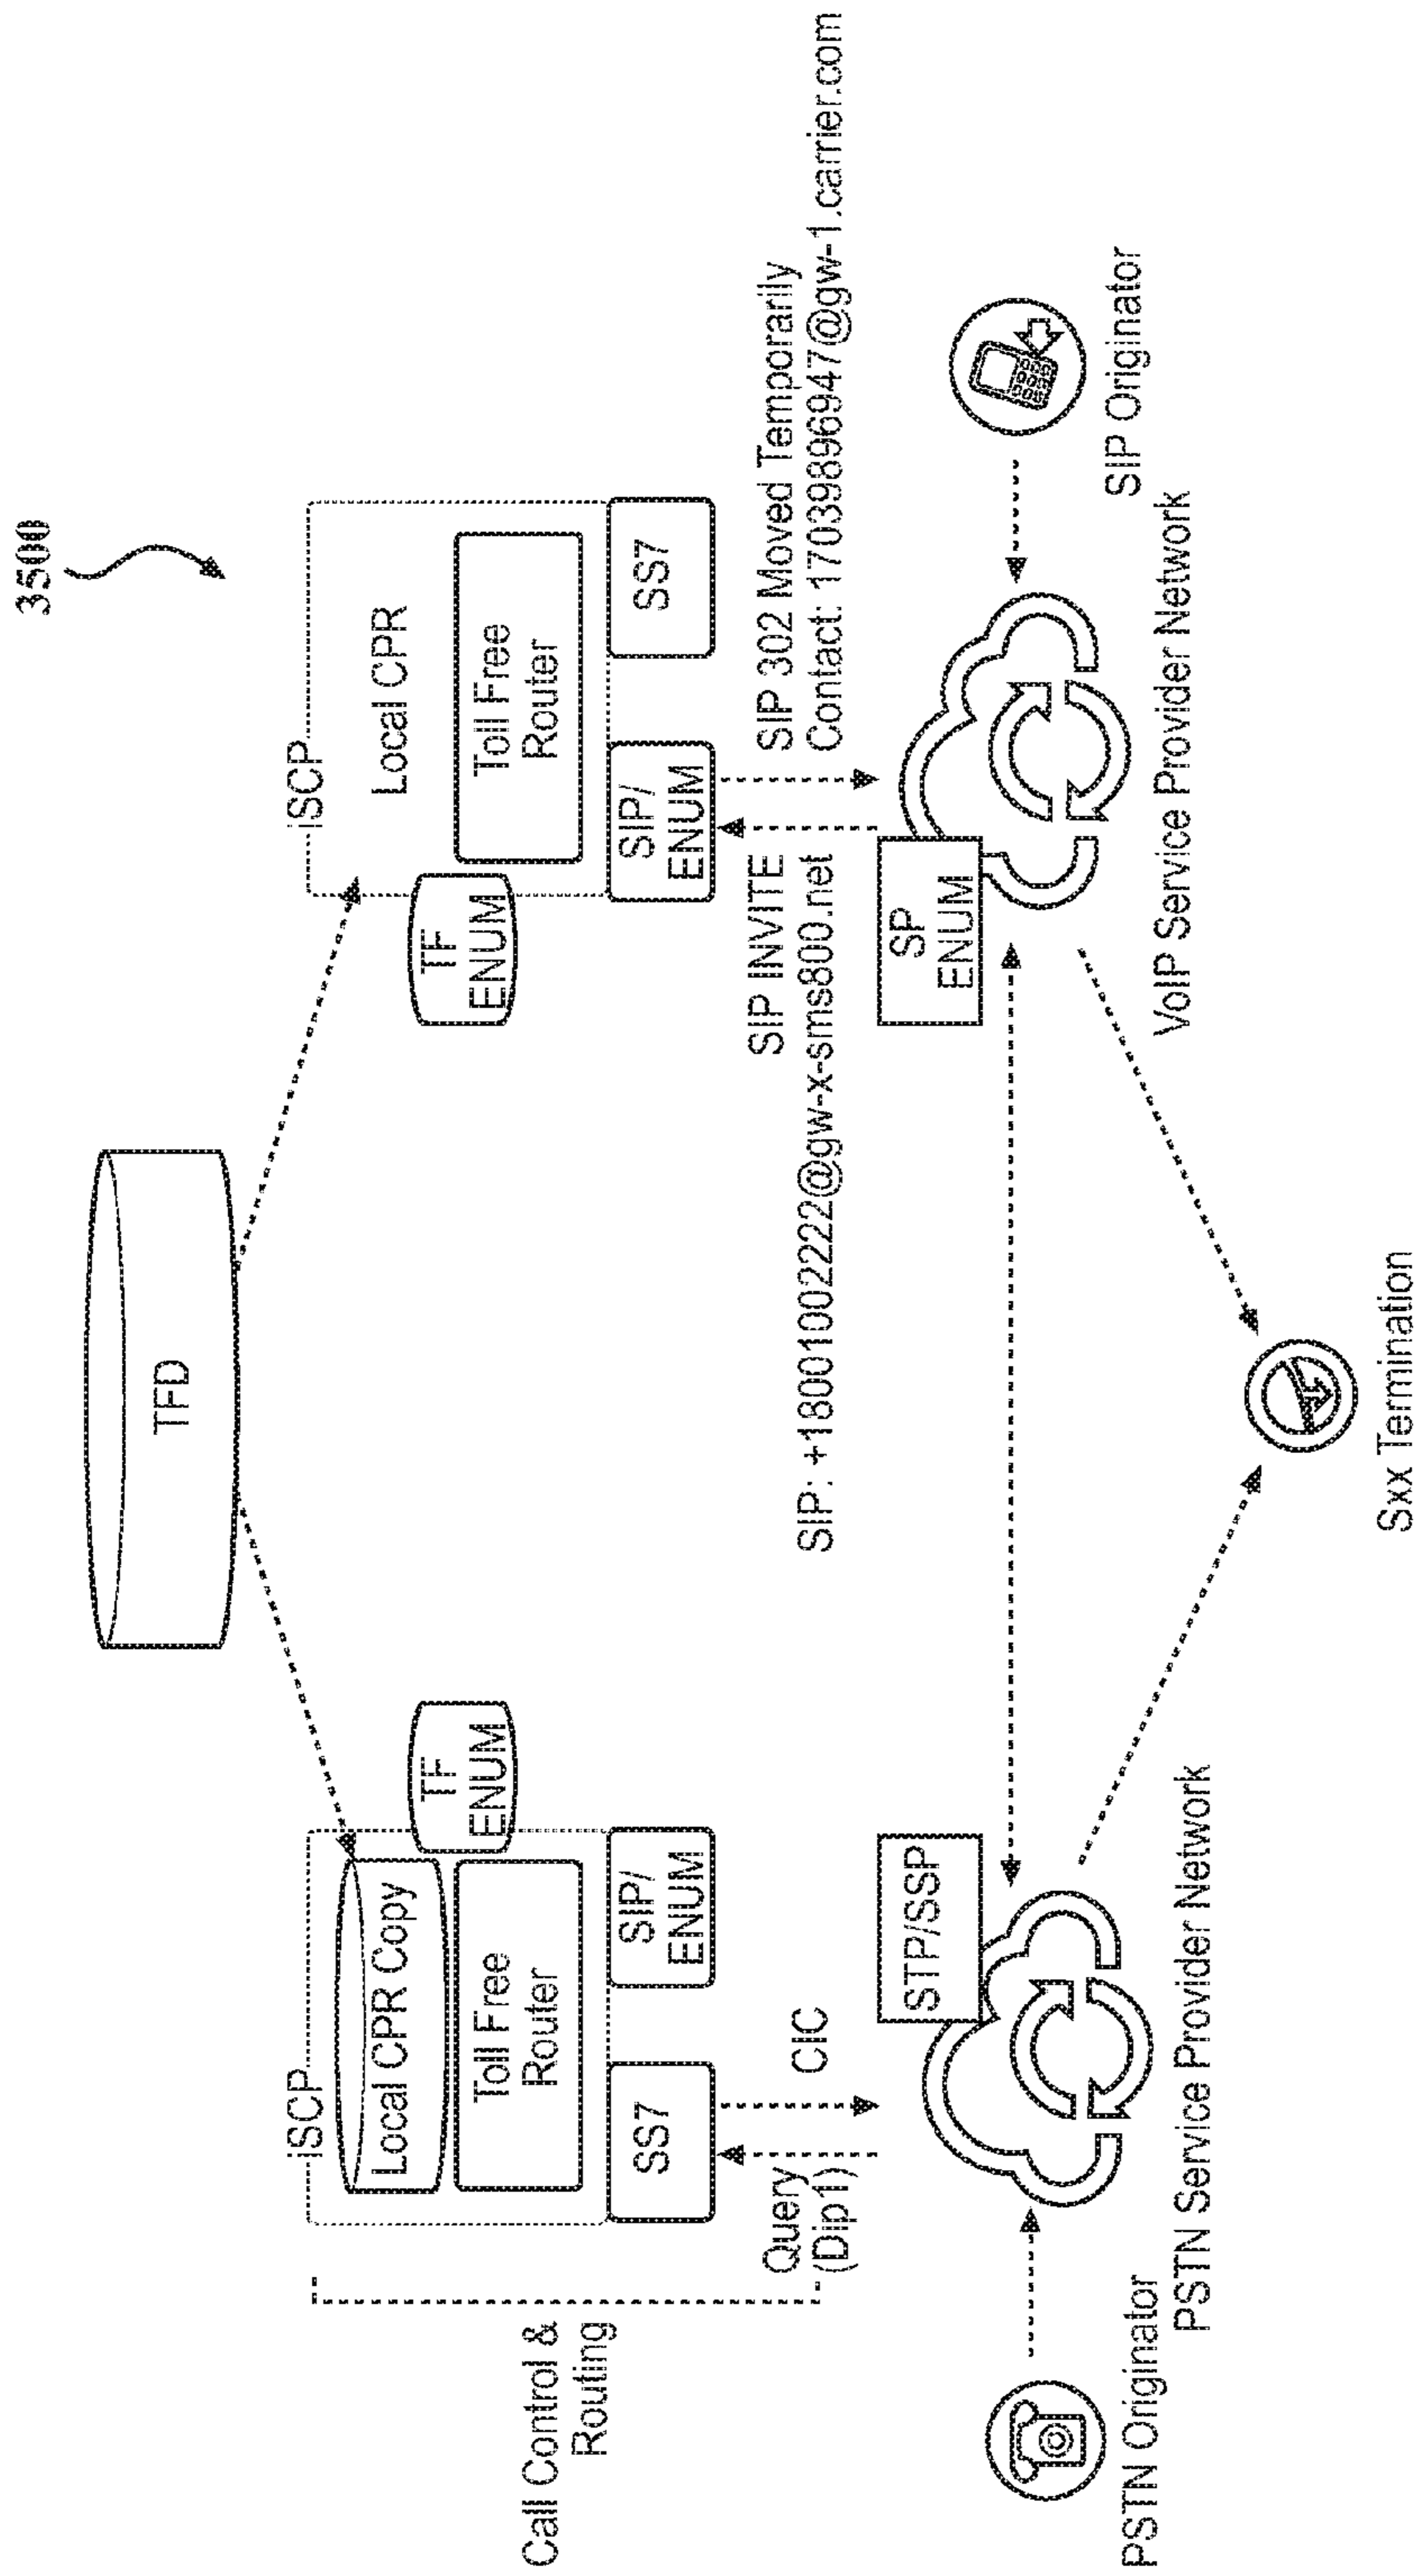 3500
TFD
iSCP
Local CPR Copy
Toll Free
Router
TF
ENUM
SS7
SIP/
ENUM
iSCP
Local CPR
Toll Free
Router
TF
ENUM
SIP/
ENUM
SS7
Call Control &
Routing
Query
(Dip1)
CIC
SIP INVITE
SIP: +18001002222@gw-x-sms800.net
SIP 302 Moved Temporarily
Contact: 17039896947@gw-1.carrier.com
STP/SSP
SP
ENUM
PSTN Originator
PSTN Service Provider Network
VoIP Service Provider Network
SIP Originator
Sxx Termination